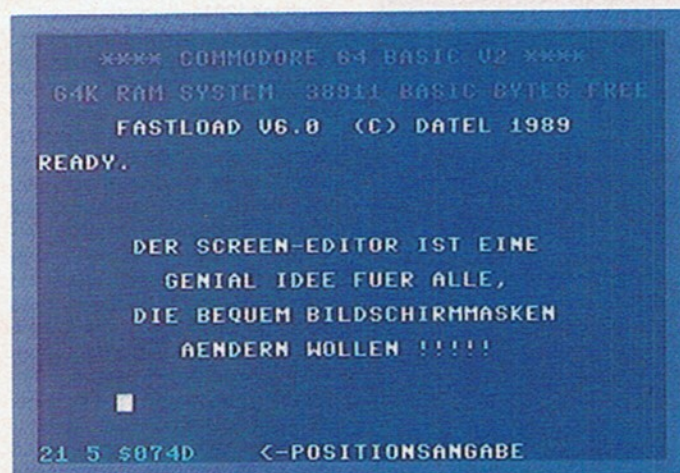 **** COMMODORE 64 BASIC V2 ****
64K RAM SYSTEM 38911 BASIC BYTES FREE
FASTLOAD V6.0 (C) DATEL 1989
READY.
DER SCREEN-EDITOR IST EINE
GENIAL IDEE FUER ALLE,
DIE BEQUEM BILDSCHIRMMASKEN
AENDERN WOLLEN !!!!!
21 5 $074D <-POSITIONSANGABE